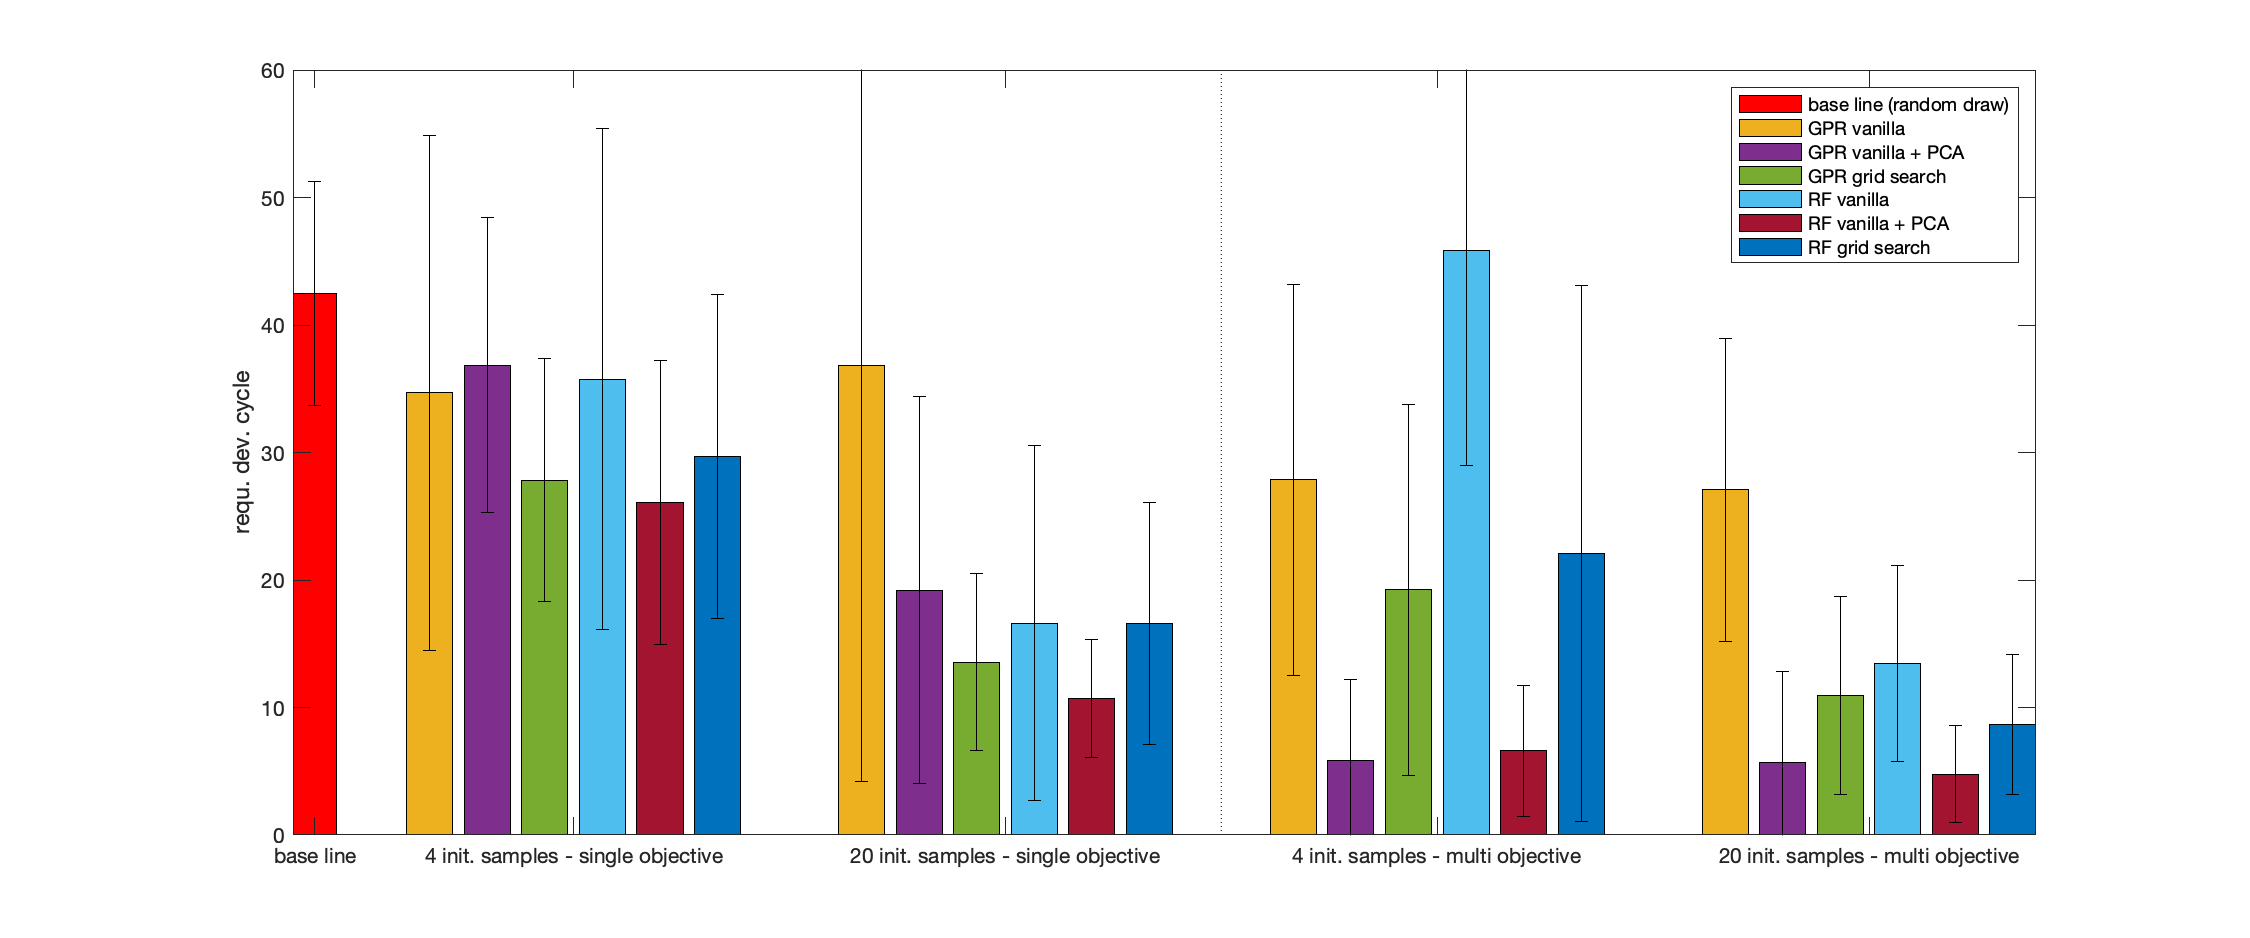 60
50
40
30
20
10
0
requ. dev. cycle
base line (random draw)
GPR vanilla
GPR vanilla + PCA
GPR grid search
RF vanilla
RF vanilla + PCA
RF grid search
base line
4 init. samples - single objective
20 init. samples - single objective
4 init. samples - multi objective
20 init. samples - multi objective